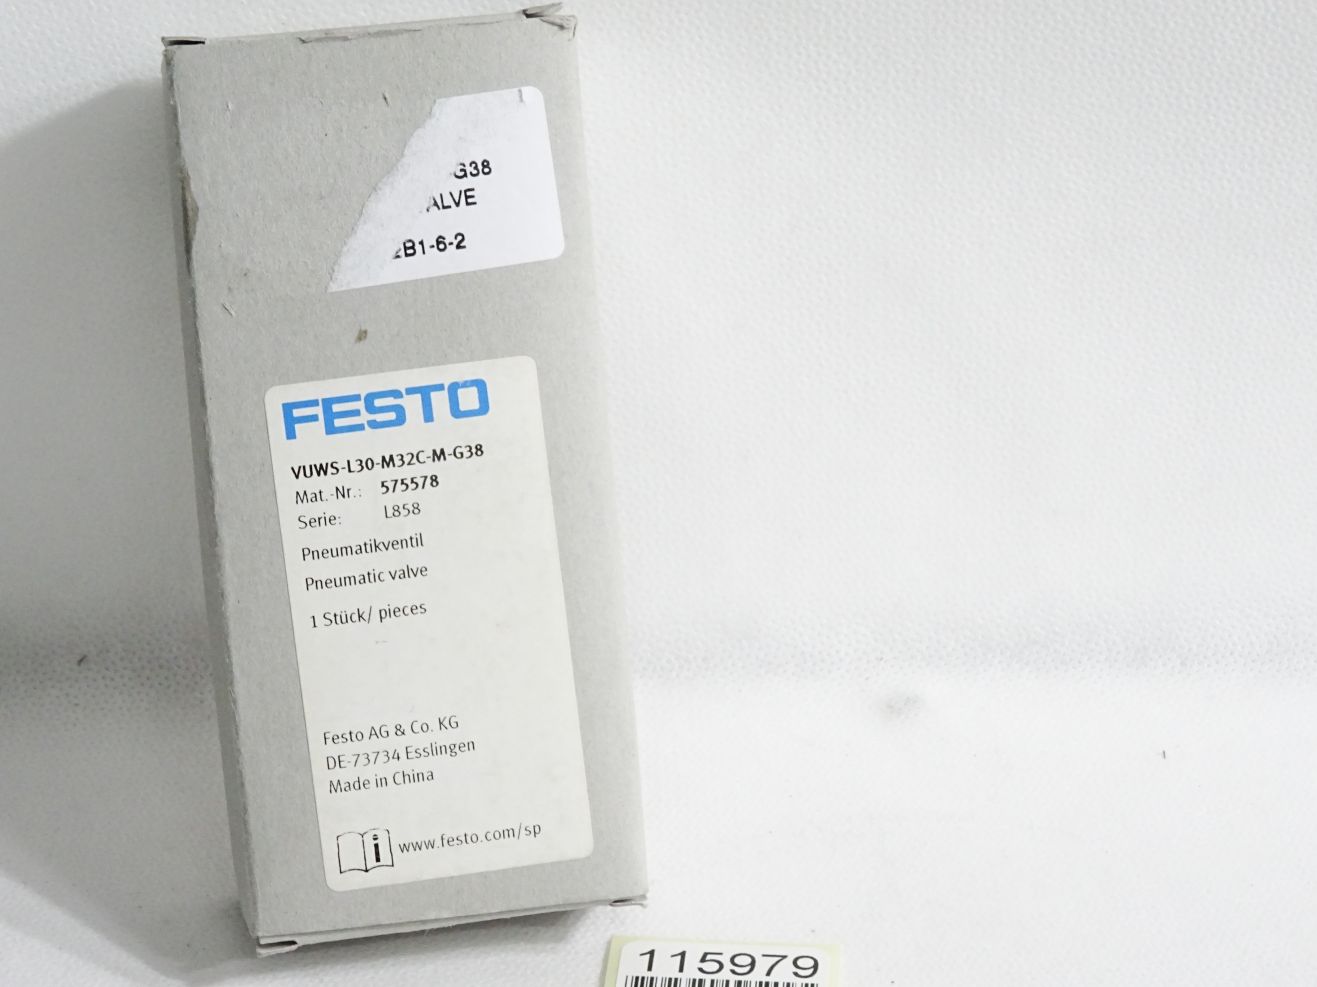 G38
ALVE
B1-6-2
FESTO
VUWS-L30-M32C-M-G38
Mat.-Nr.: 575578
Serie: L858
Pneumatikventil
Pneumatic valve
1 Stück/ pieces
Festo AG & Co. KG
DE-73734 Esslingen
Made in China
i www.festo.com/sp
115979